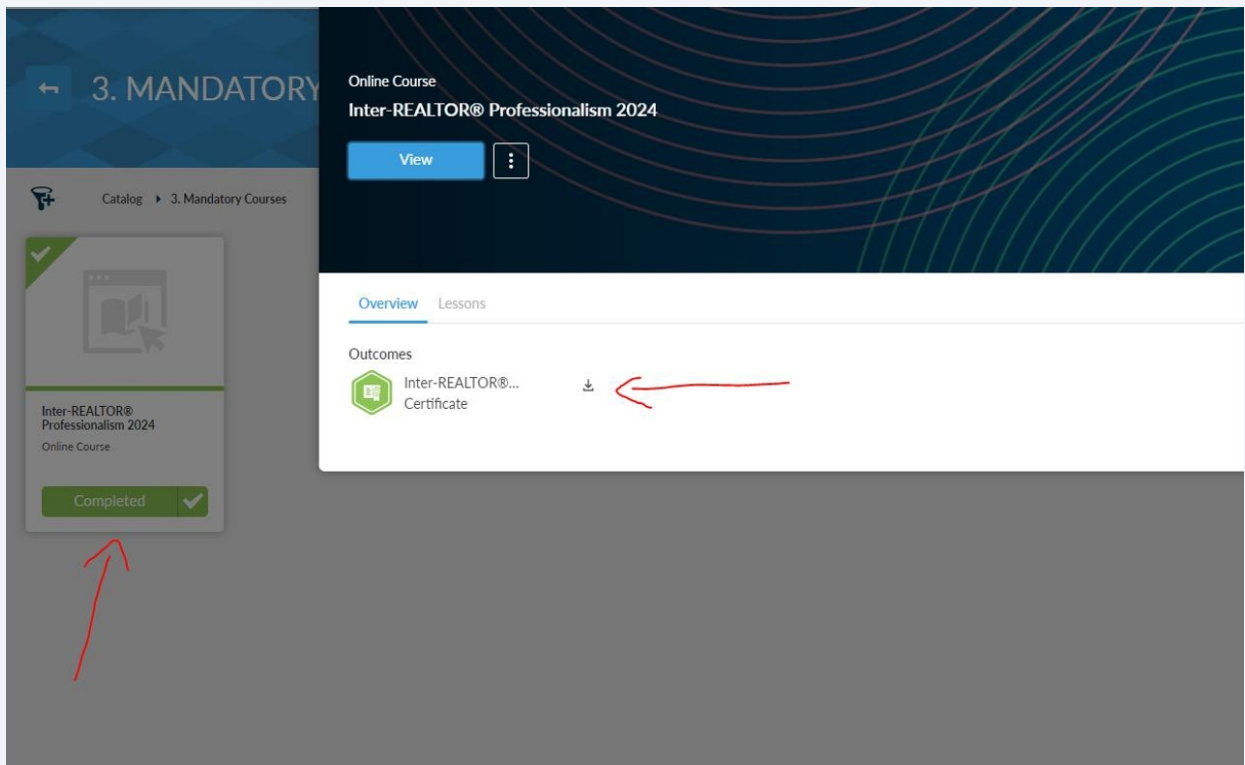 3. MANDATORY
Online Course
Inter-REALTOR® Professionalism 2024
View
Catalog
3. Mandatory Courses
Inter-REALTOR®
Professionalism 2024
Online Course
Completed
Overview
Lessons
Outcomes
Inter-REALTOR®...
Certificate